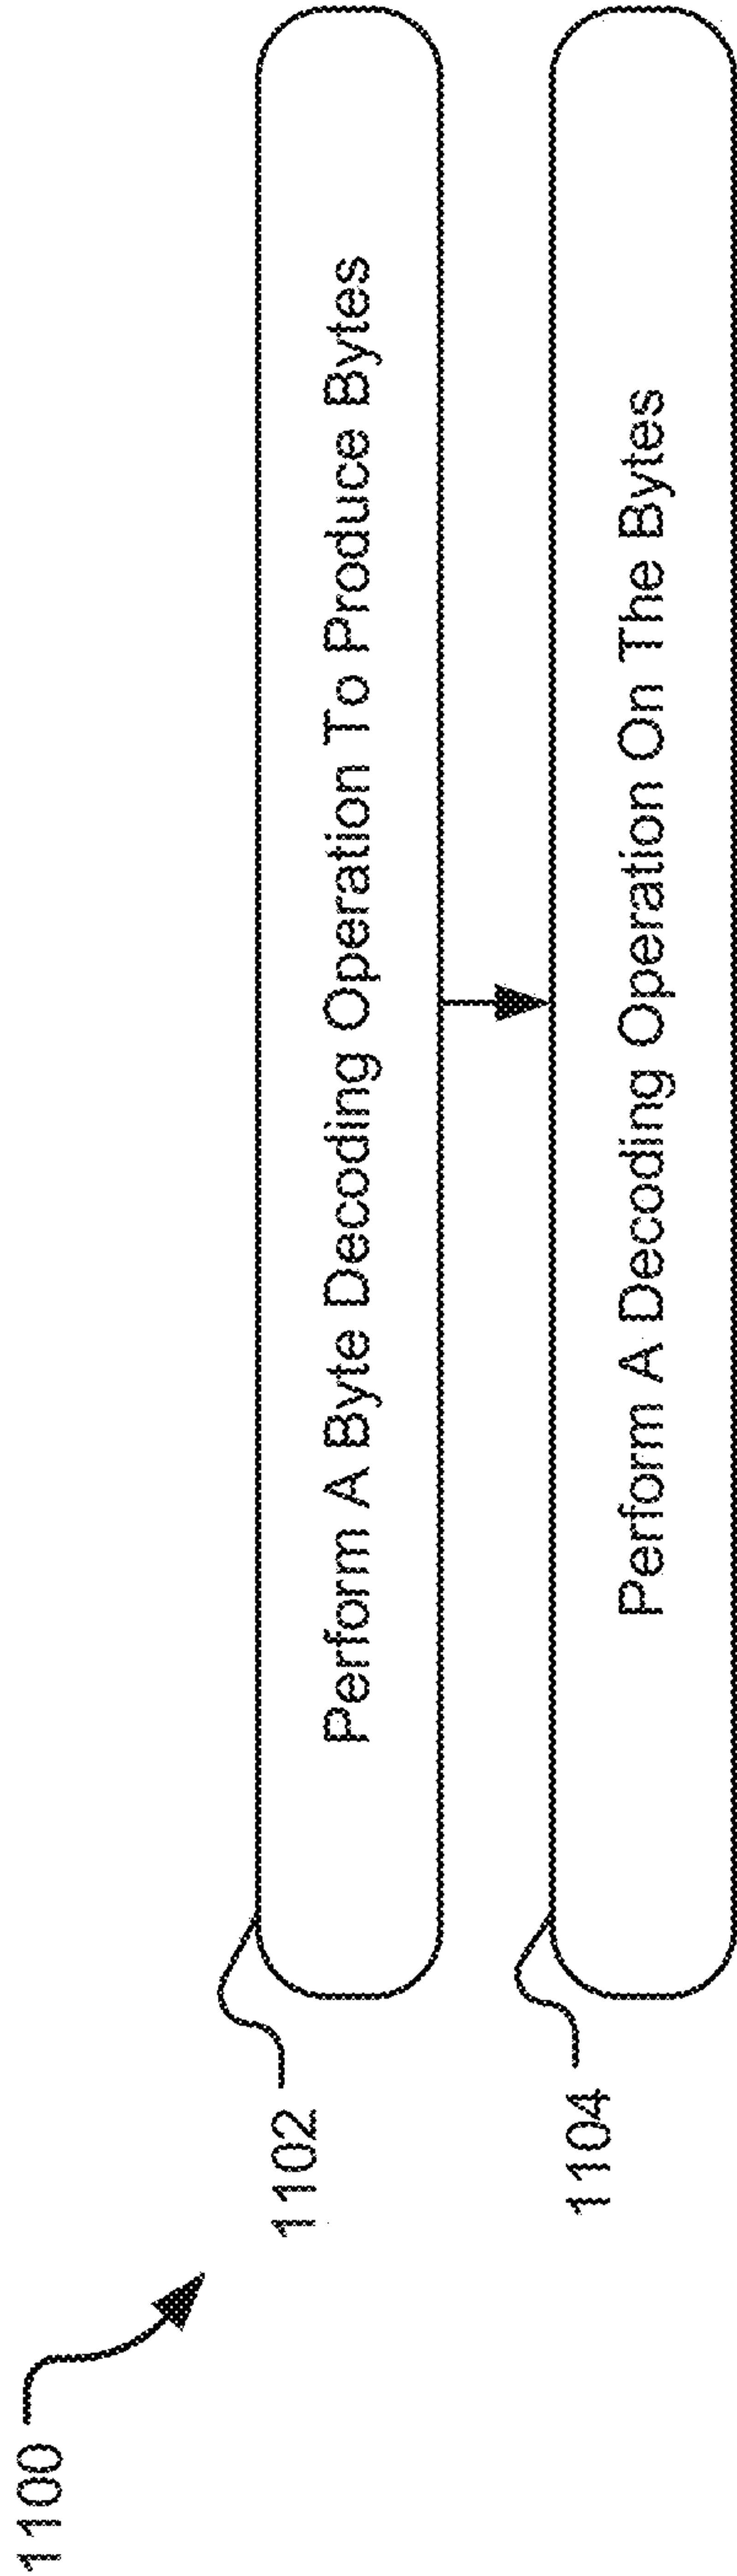 1100
1102
Perform A Byte Decoding Operation To Produce Bytes
1104
Perform A Decoding Operation On The Bytes